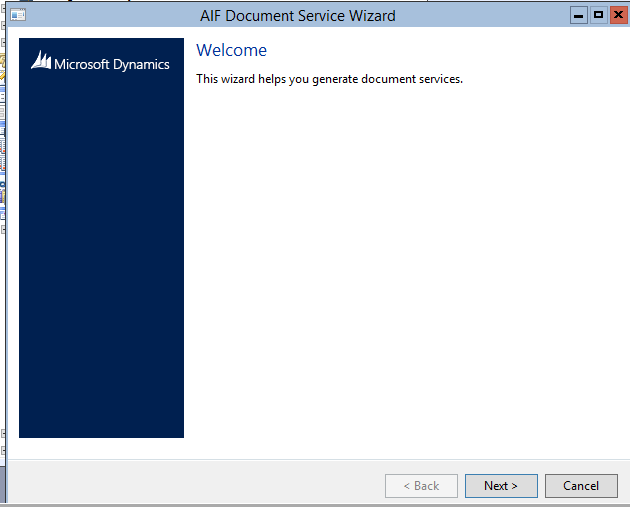 AIF Document Service Wizard
Microsoft Dynamics
Welcome
This wizard helps you generate document services.
< Back
Next >
Cancel